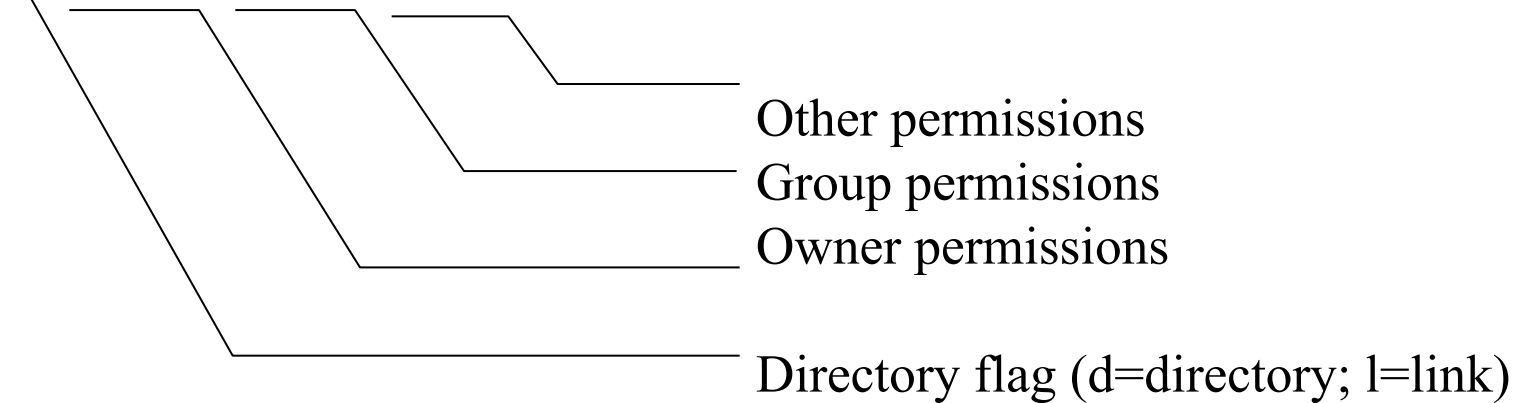 Other permissions
Group permissions
Owner permissions
Directory flag (d=directory; l=link)